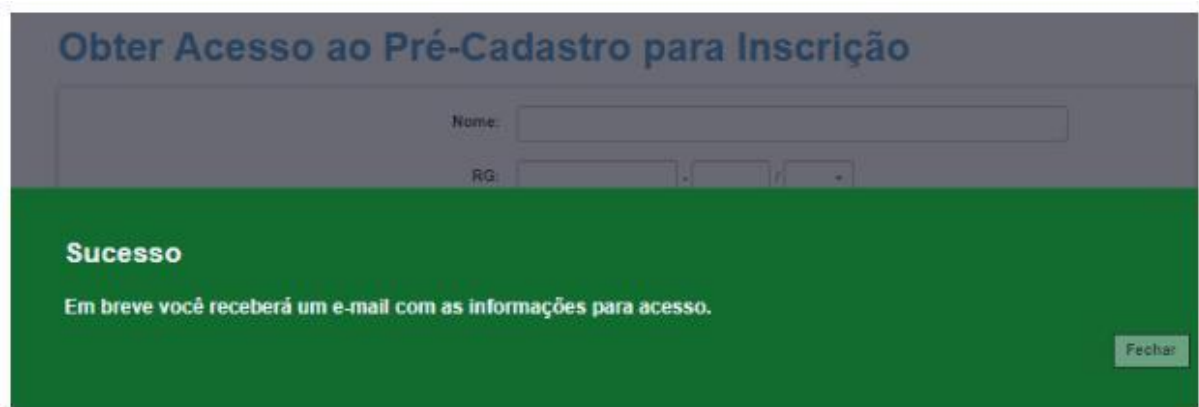 Obter Acesso ao Pré-Cadastro para Inscrição
Nome:
RG: - /
Sucesso
Em breve você receberá um e-mail com as informações para acesso.
Fechar